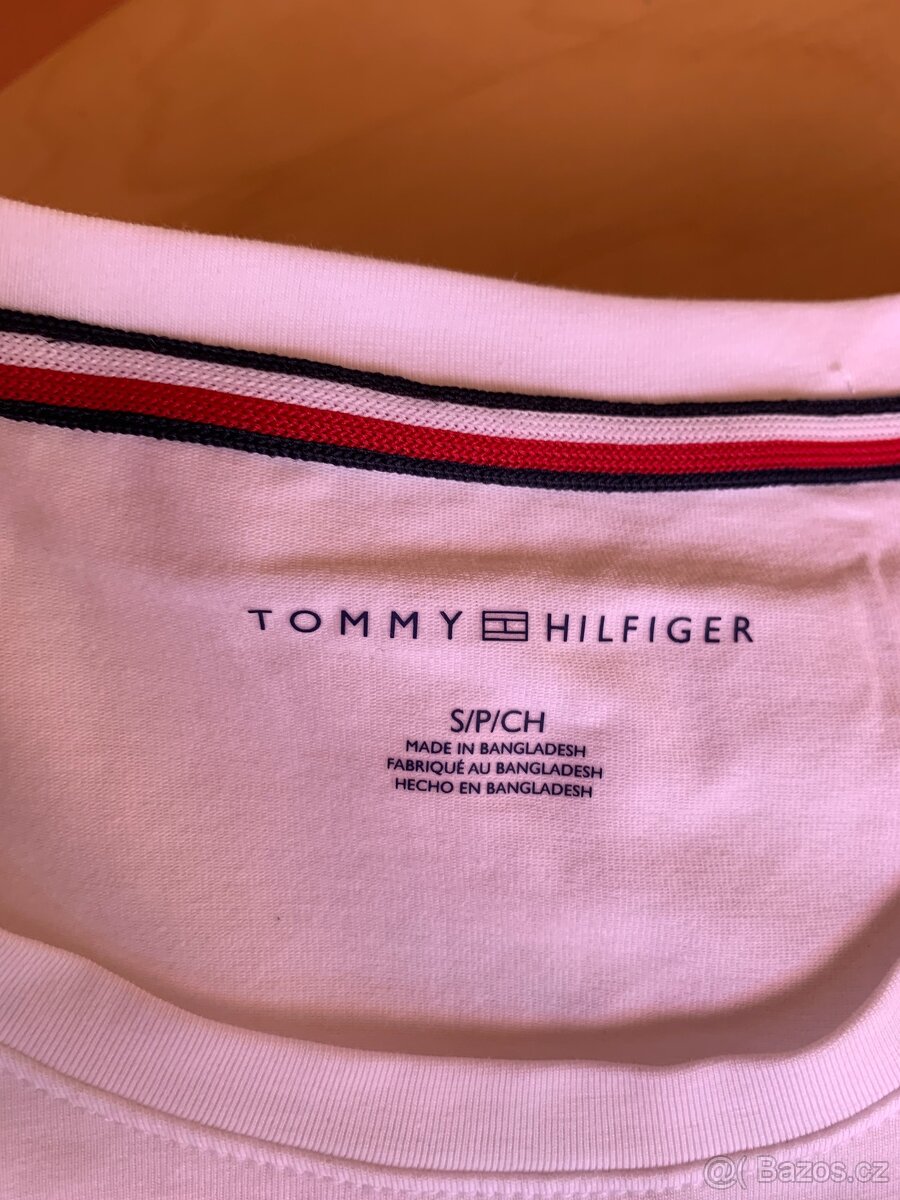 TOMMY HILFIGER
S/P/CH
MADE IN BANGLADESH
FABRIQUÉ AU BANGLADESH
HECHO EN BANGLADESH
@( Bazos.cz